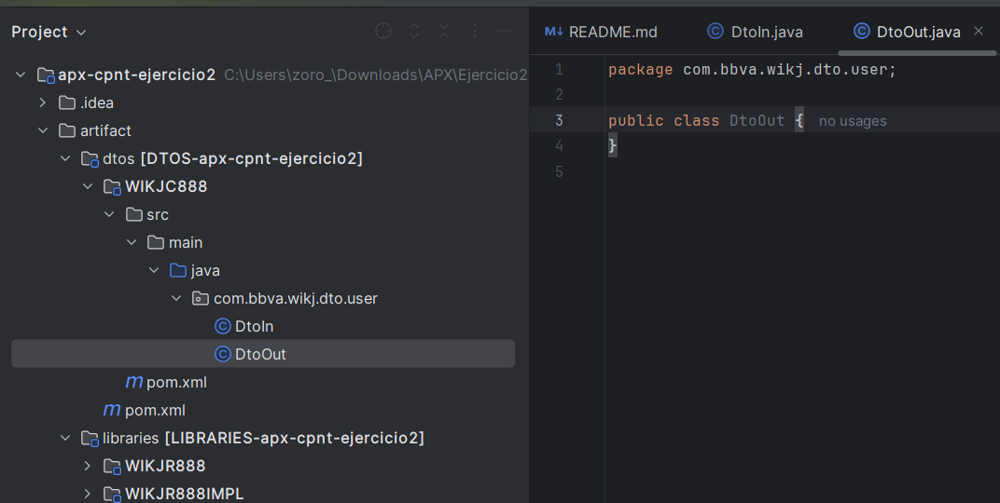 Project
apx-cpnt-ejercicio2 C:\Users\zoro_\Downloads\APX\Ejercicio2
.idea
artifact
dtos [DTOS-apx-cpnt-ejercicio2]
WIKJC888
src
main
java
com.bbva.wikj.dto.user
DtoIn
DtoOut
pom.xml
pom.xml
libraries [LIBRARIES-apx-cpnt-ejercicio2]
WIKJR888
WIKJR888IMPL
M↓ README.md DtoIn.java DtoOut.java
1 package com.bbva.wikj.dto.user;
2
3 public class DtoOut { no usages
4 }
5